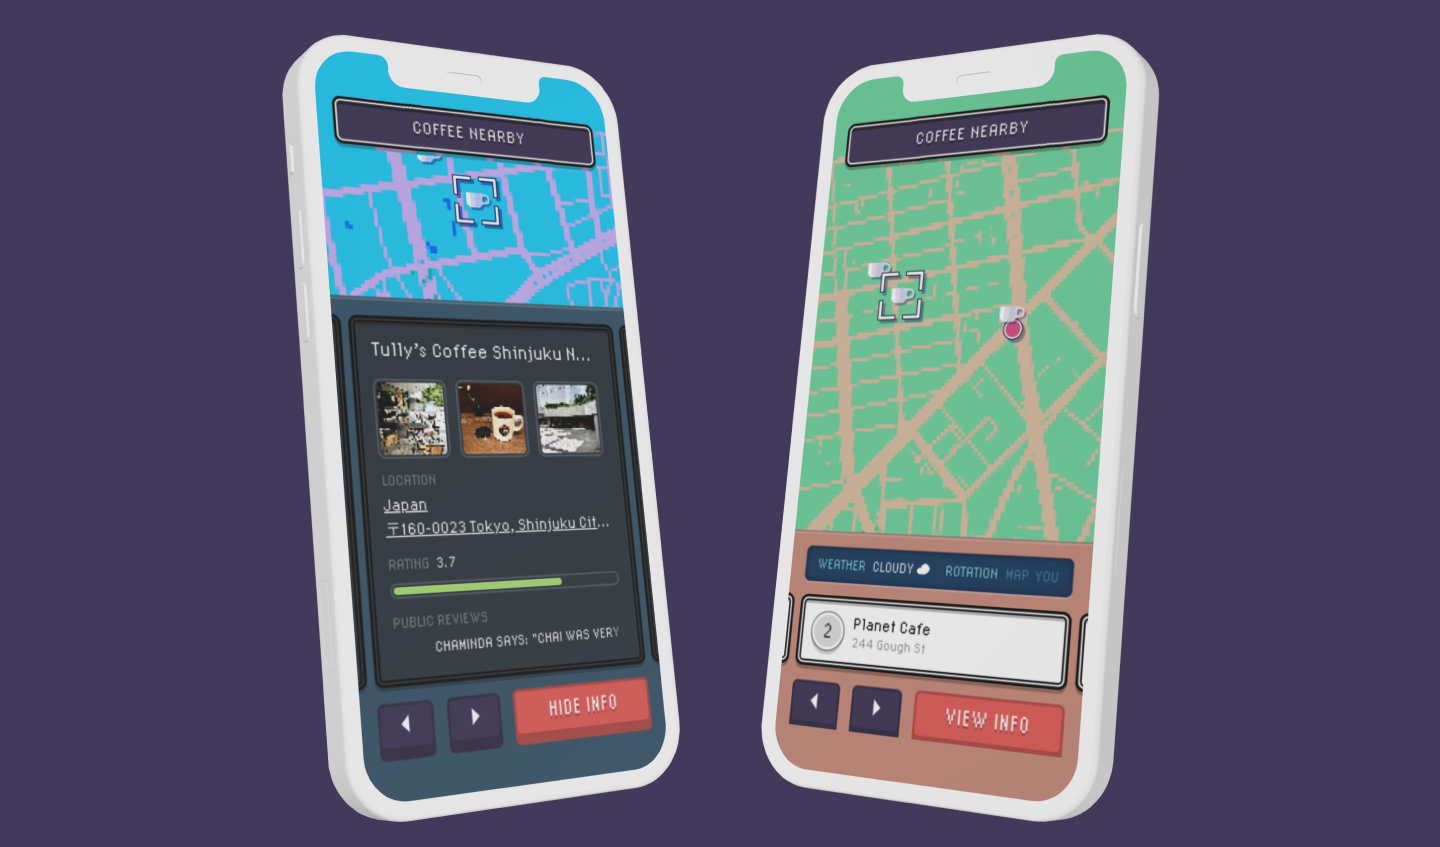 COFFEE NEARBY
Tully's Coffee Shinjuku N...
LOCATION
Japan
〒160-0023 Tokyo, Shinjuku Cit...
RATING 3.7
PUBLIC REVIEWS
CHAMINDA SAYS: "CHAI WAS VERY
HIDE INFO
COFFEE NEARBY
WEATHER CLOUDY ROTATION MAP YOU
2
Planet Cafe
244 Gough St
VIEW INFO